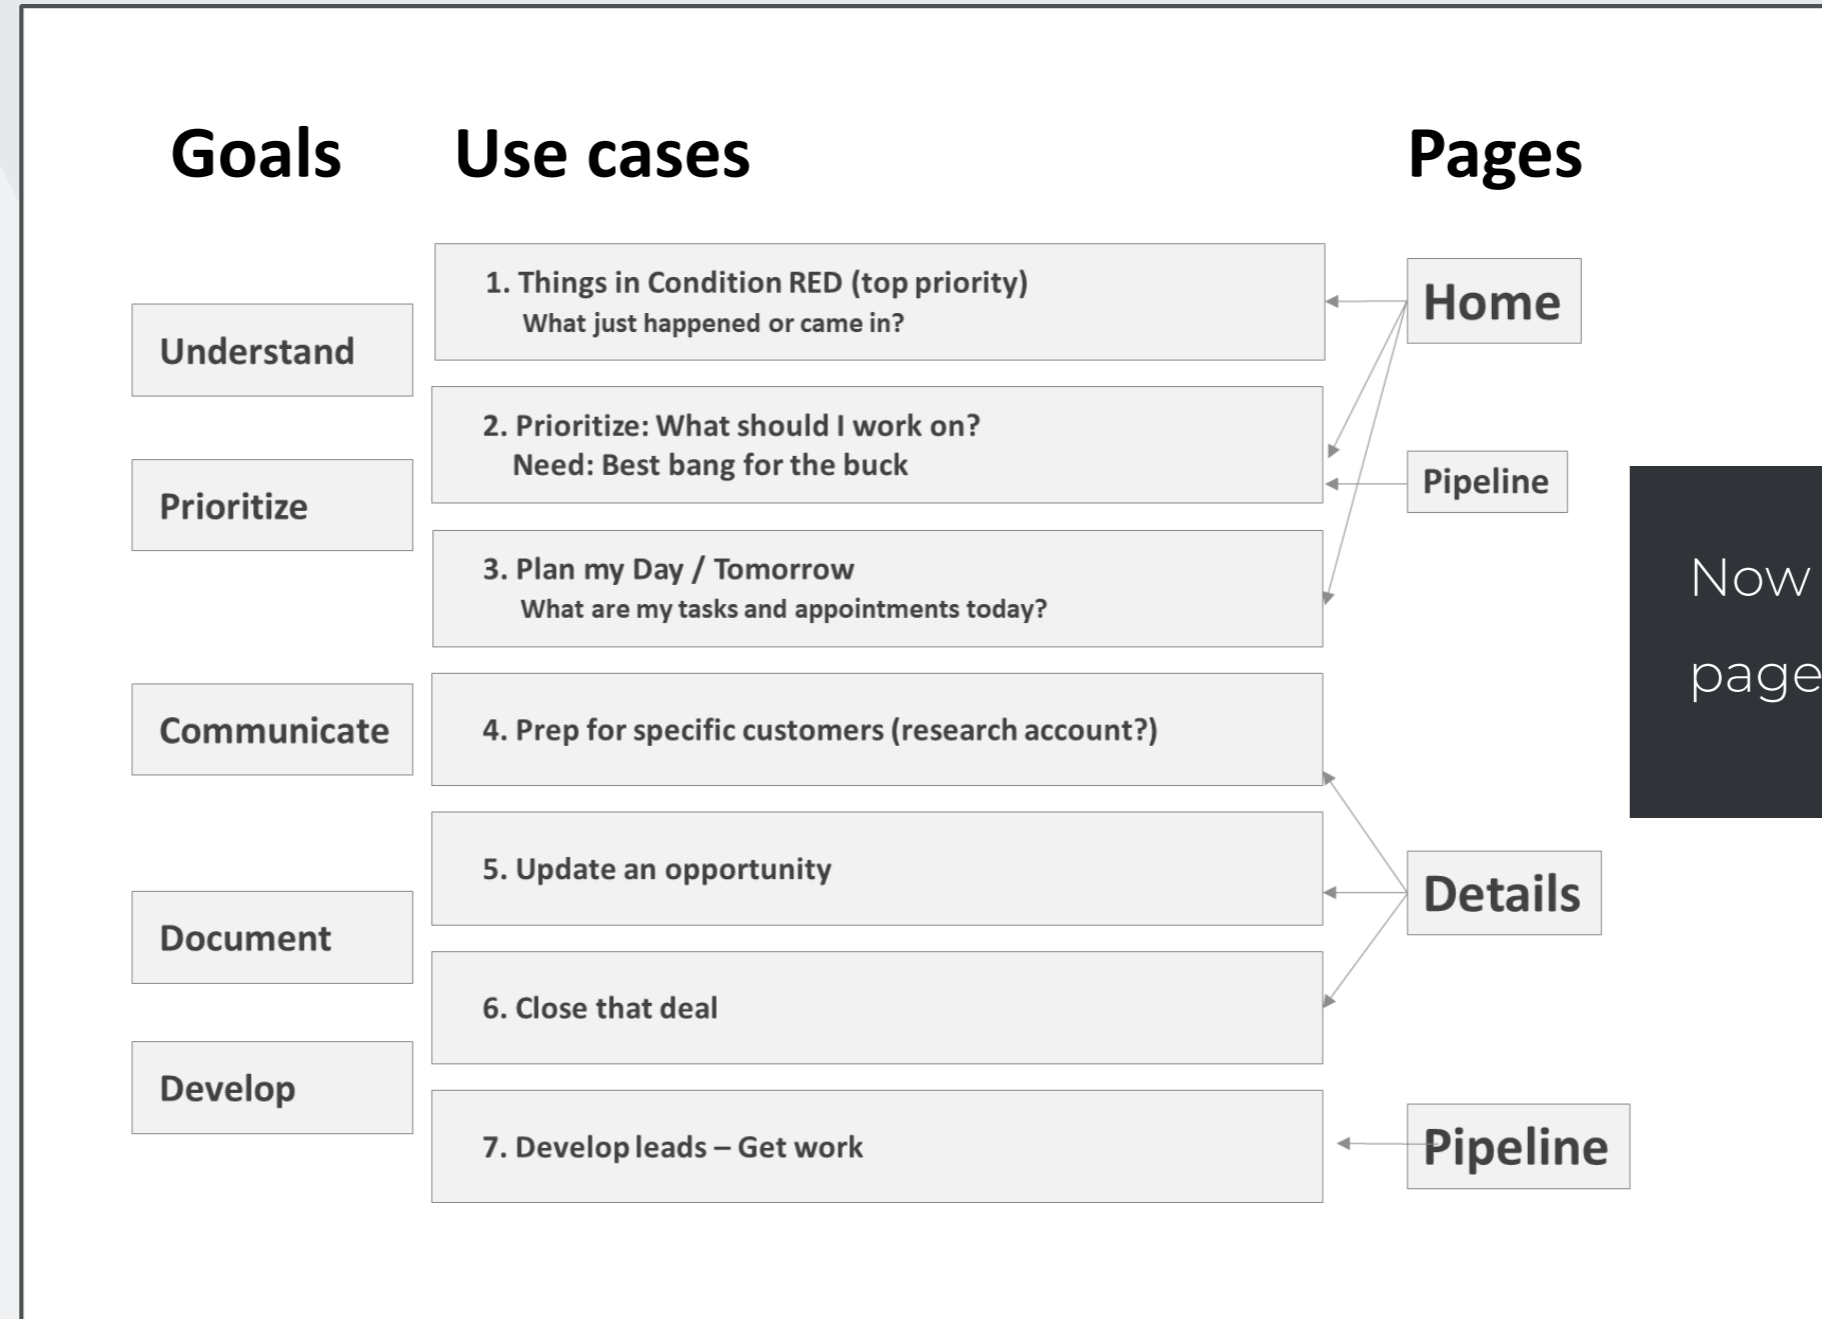 Goals
Use cases
Pages
1. Things in Condition RED (top priority)
What just happened or came in?
Home
Understand
2. Prioritize: What should I work on?
Need: Best bang for the buck
Pipeline
Prioritize
3. Plan my Day / Tomorrow
What are my tasks and appointments today?
Now
page
Communicate
4. Prep for specific customers (research account?)
5. Update an opportunity
Details
Document
6. Close that deal
Develop
7. Develop leads – Get work
Pipeline